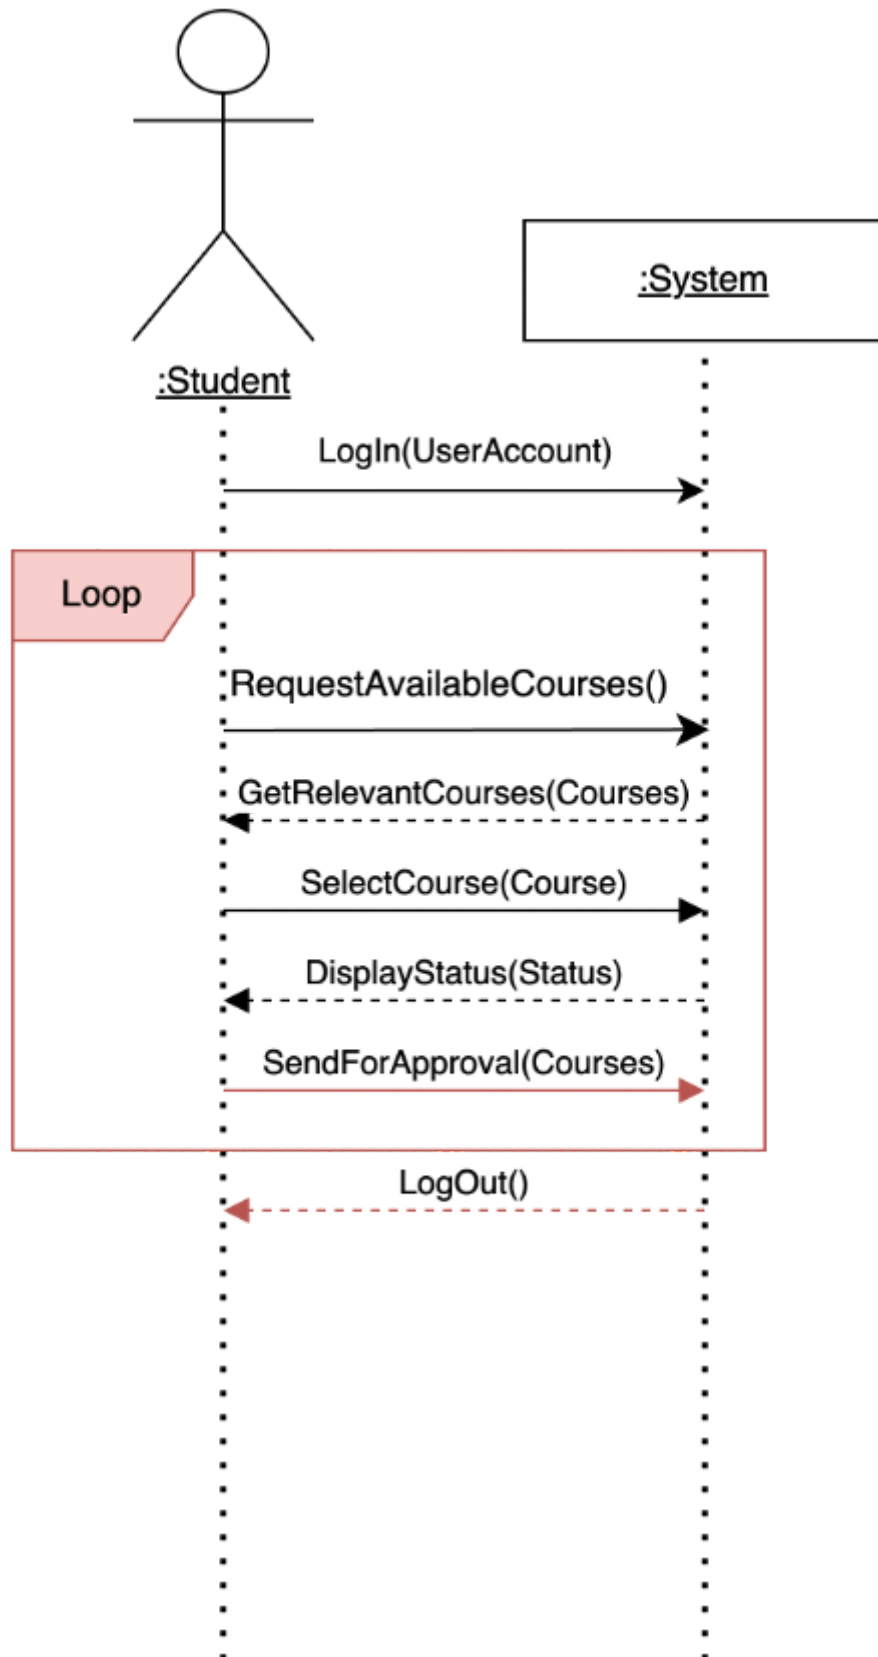 :System
:Student
LogIn(UserAccount)
Loop
RequestAvailableCourses()
GetRelevantCourses(Courses)
SelectCourse(Course)
DisplayStatus(Status)
SendForApproval(Courses)
LogOut()